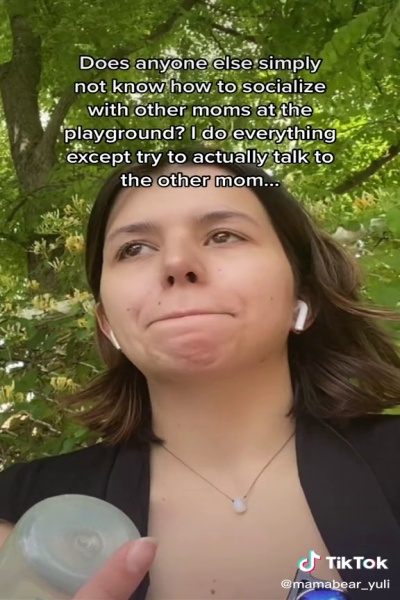 Does anyone else simply
not know how to socialize
with other moms at the
playground? I do everything
except try to actually talk to
the other mom...
TikTok
@mamabear_yuli